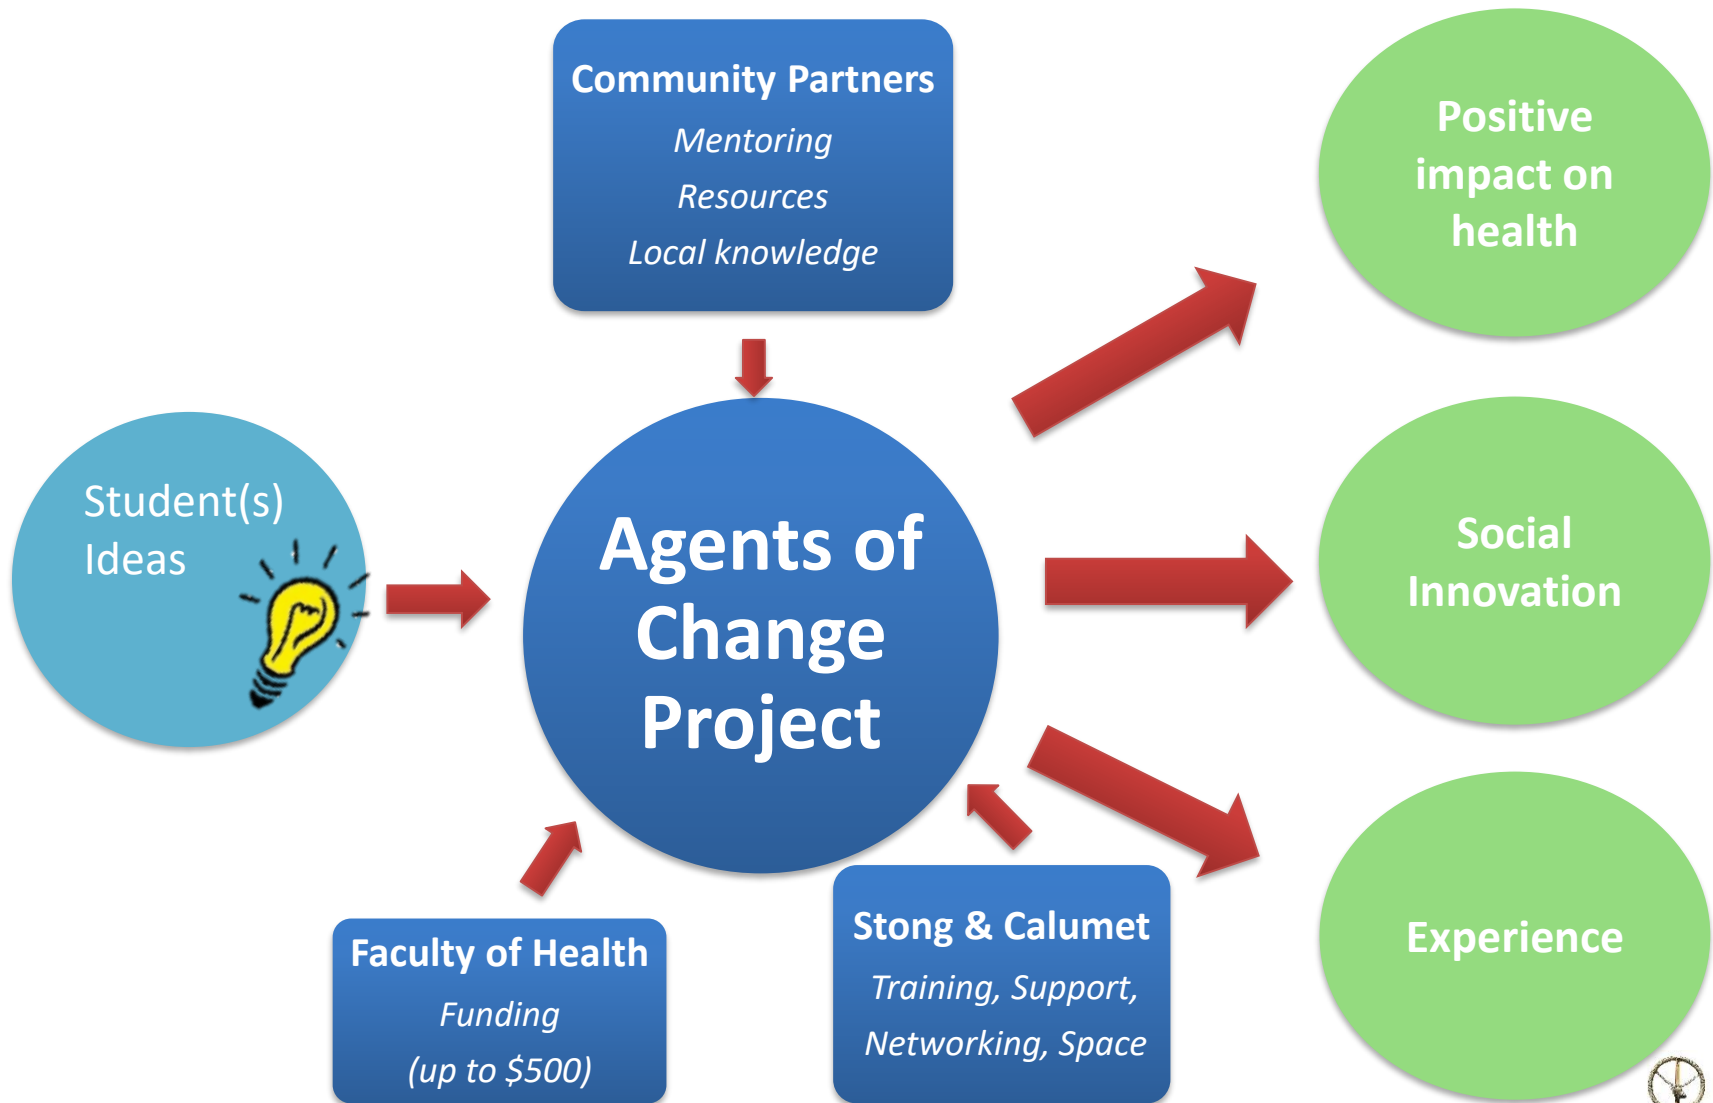 Community Partners
Mentoring
Resources
Local knowledge
Positive
impact on
health
Student(s)
Ideas
Agents of
Change
Project
Social
Innovation
Faculty of Health
Funding
(up to $500)
Stong & Calumet
Training, Support,
Networking, Space
Experience